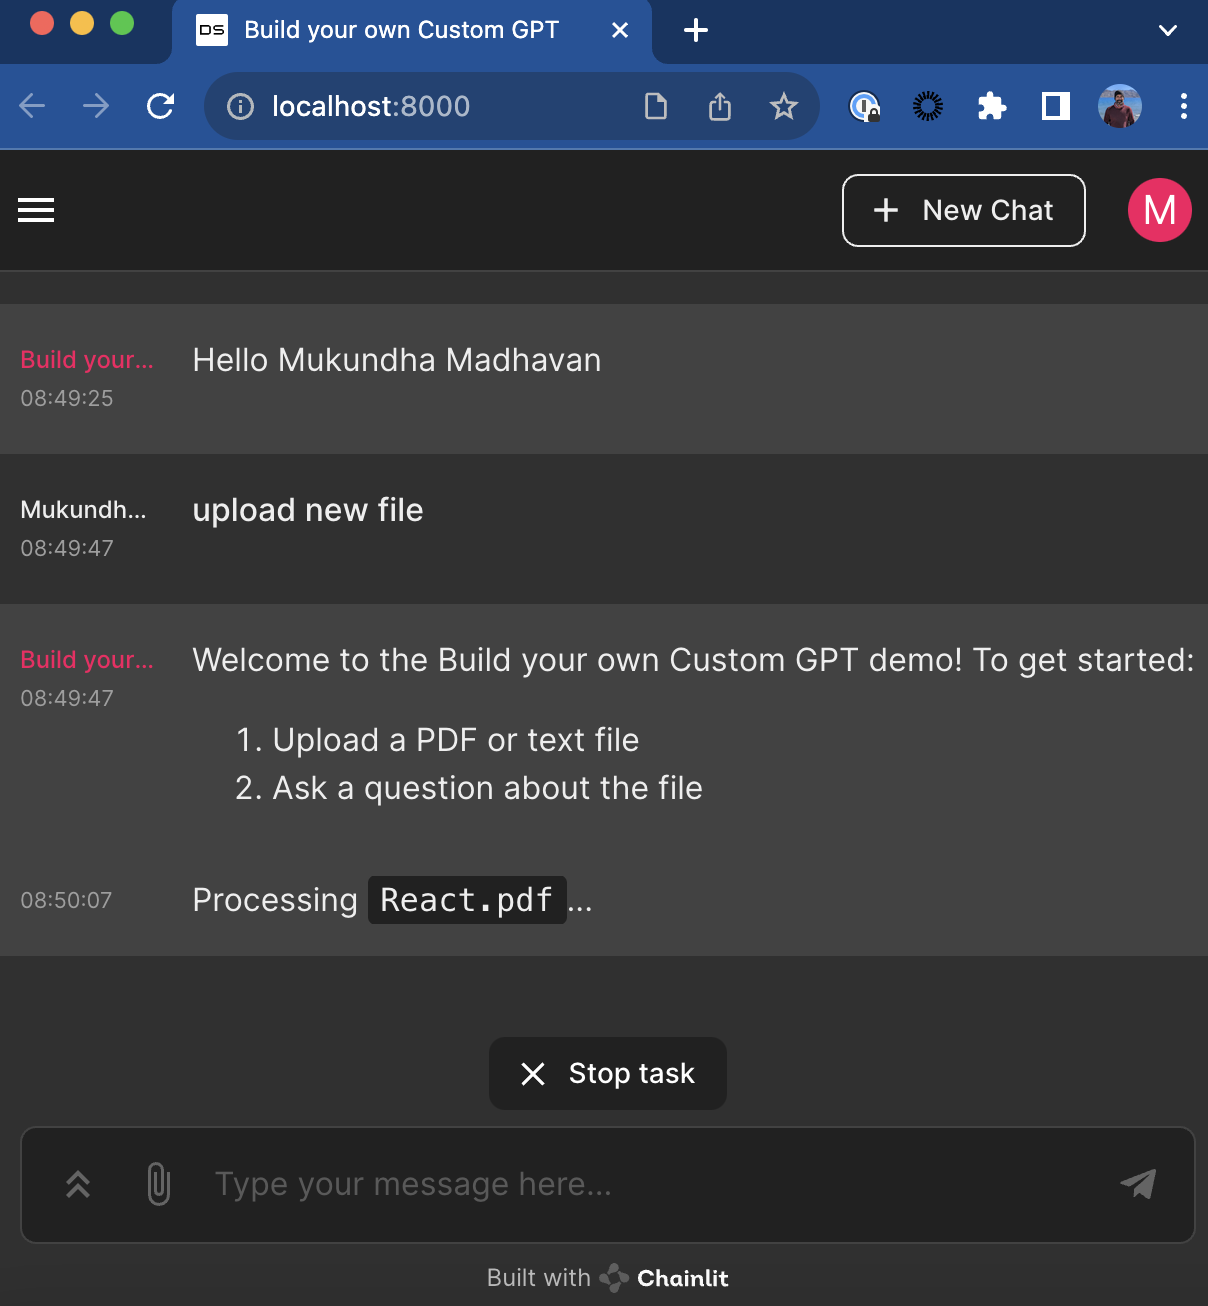 DS Build your own Custom GPT
localhost:8000
New Chat
M
Build your...
Hello Mukundha Madhavan
08:49:25
Mukundh...
upload new file
08:49:47
Build your...
Welcome to the Build your own Custom GPT demo! To get started:
08:49:47
1. Upload a PDF or text file
2. Ask a question about the file
08:50:07
Processing React.pdf...
Stop task
Type your message here...
Built with Chainlit